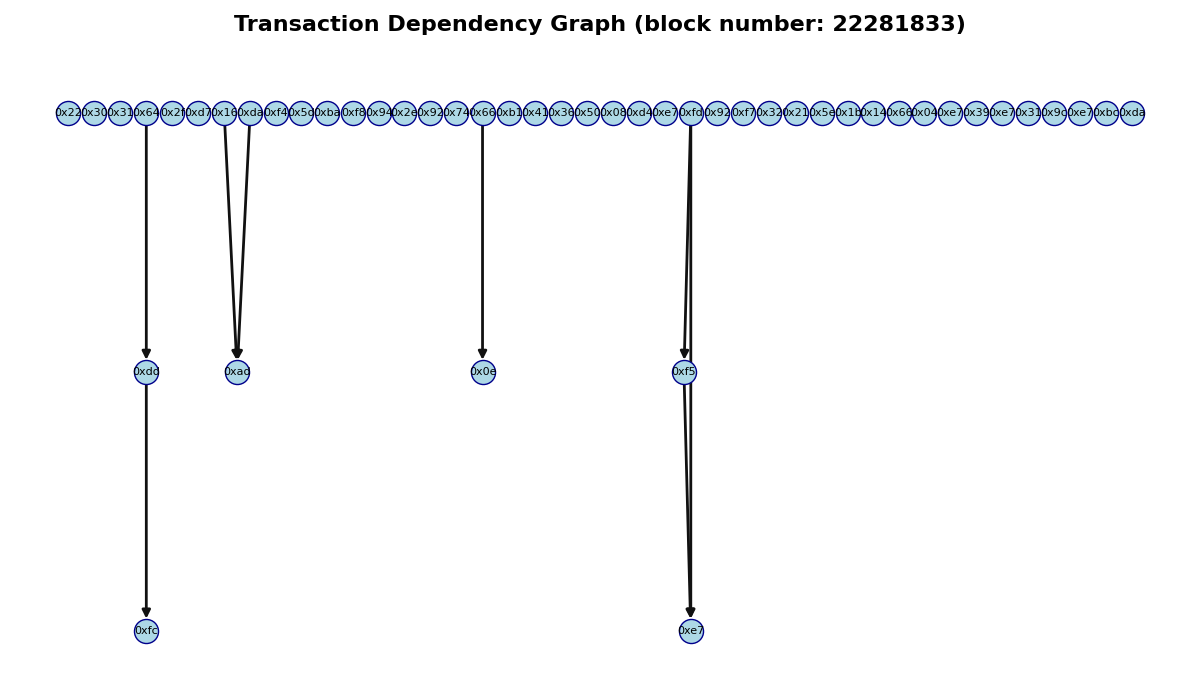 Transaction Dependency Graph (block number: 22281833)
0x22 0x30 0x31 0x64 0x2f 0xd7 0x16 0xda 0xf4 0x5c 0xba 0xf8 0x94 0x2e 0x92 0x74 0x66 0xb1 0x41 0x36 0x50 0x08 0xd4 0xe7 0xfd 0x92 0xf7 0x32 0x21 0x5e 0x1b 0x14 0x66 0x04 0xe7 0x39 0xe7 0x31 0x9c 0xe7 0xbc 0xda
0xdd 0xad 0x0e 0xf5
0xfc 0xe7